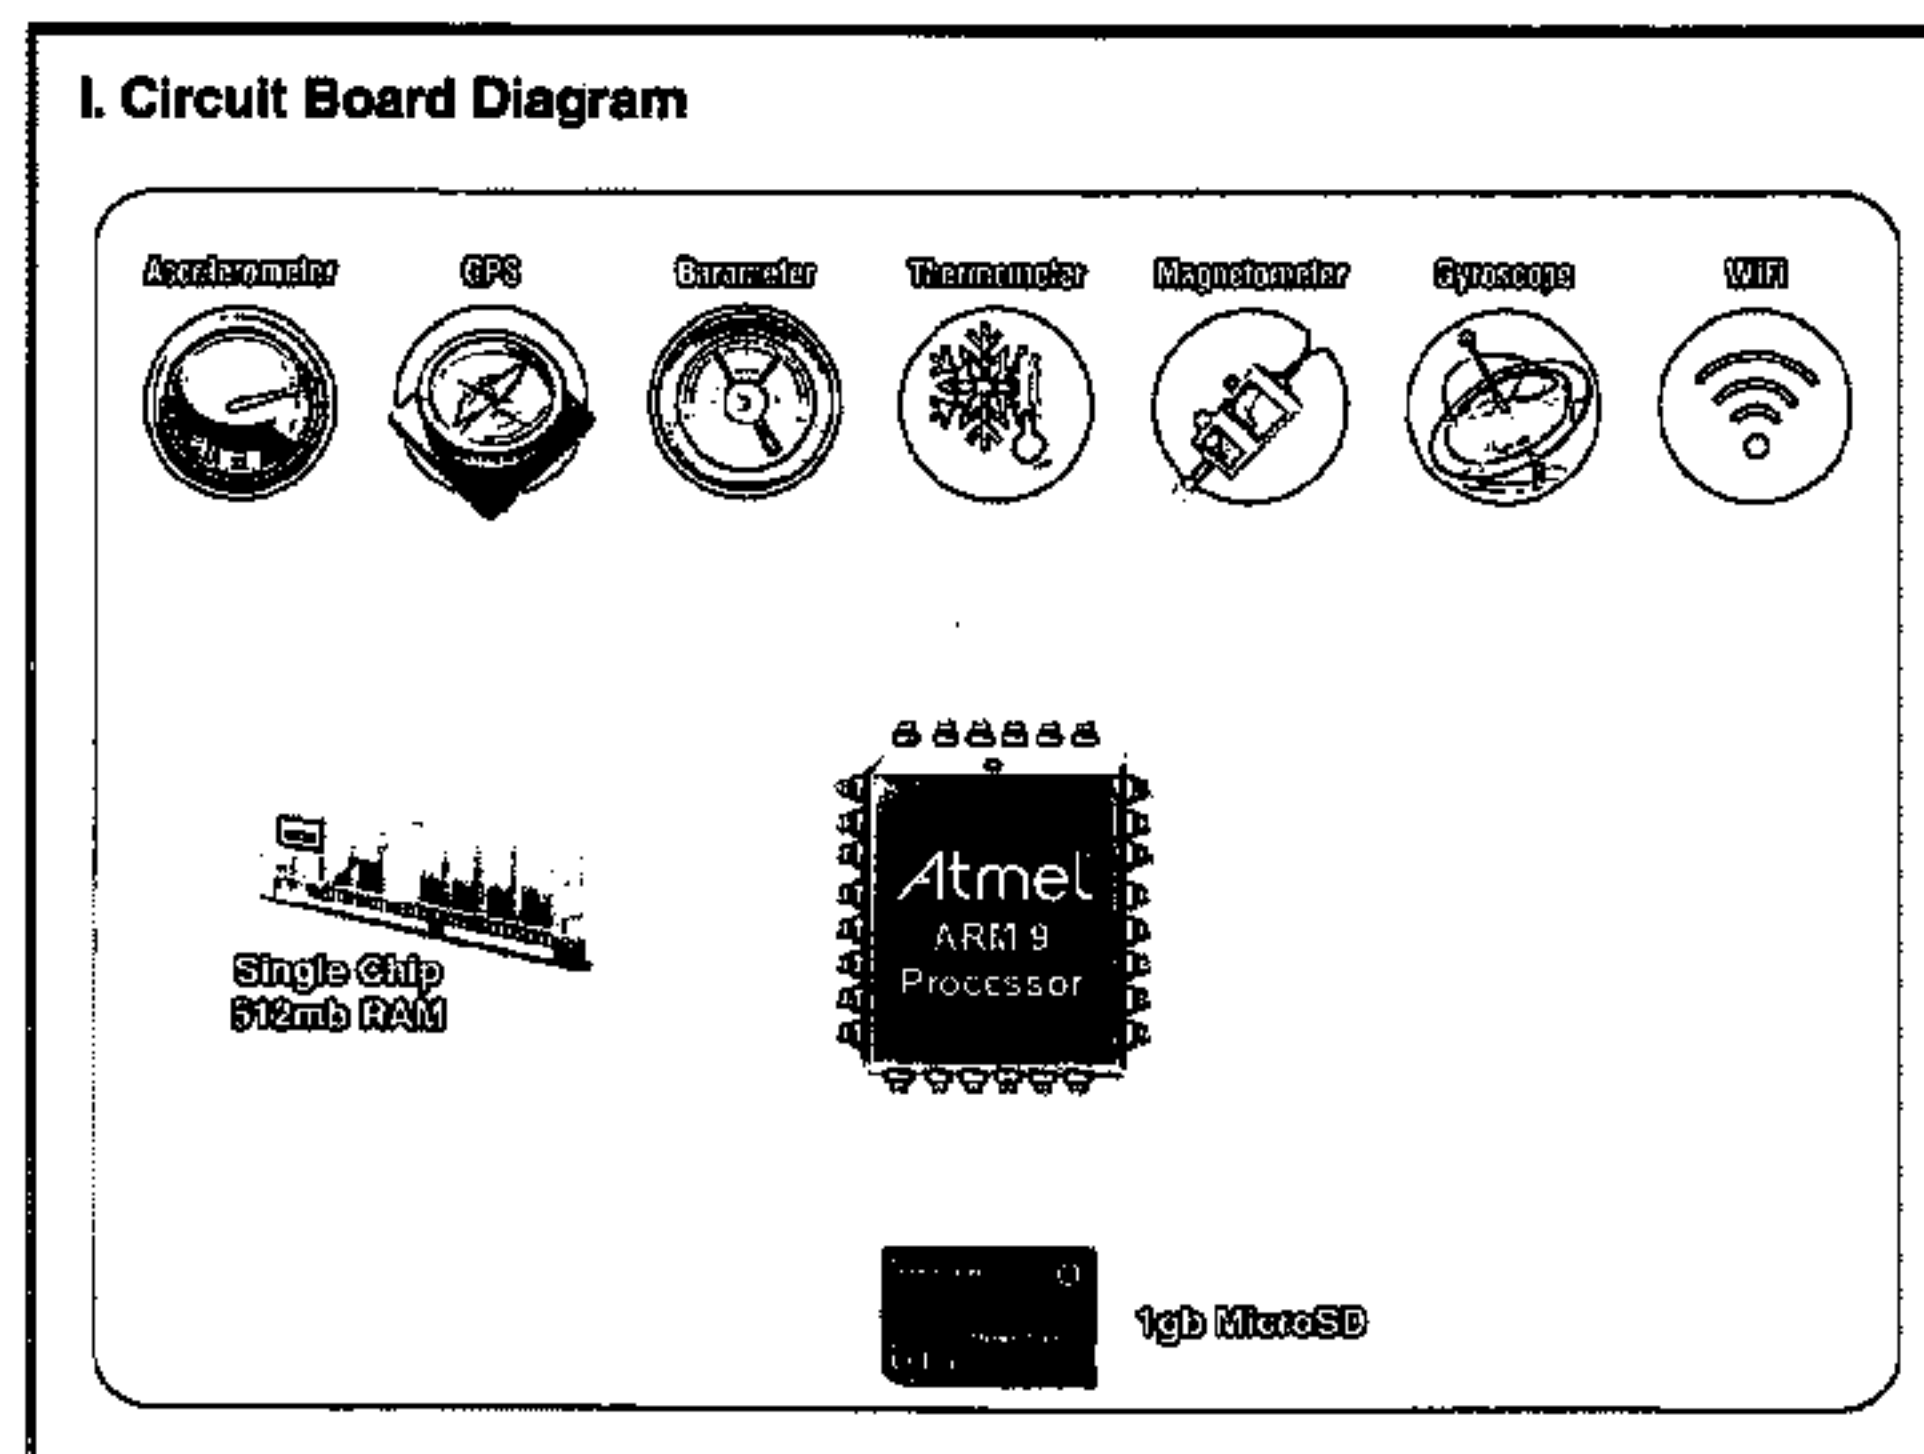 I. Circuit Board Diagram
Accelerometer GPS Barometer Thermometer Magnetometer Gyroscope WiFi
Atmel
ARM 9
Processor
Single Chip
512mb RAM
1gb MicroSD